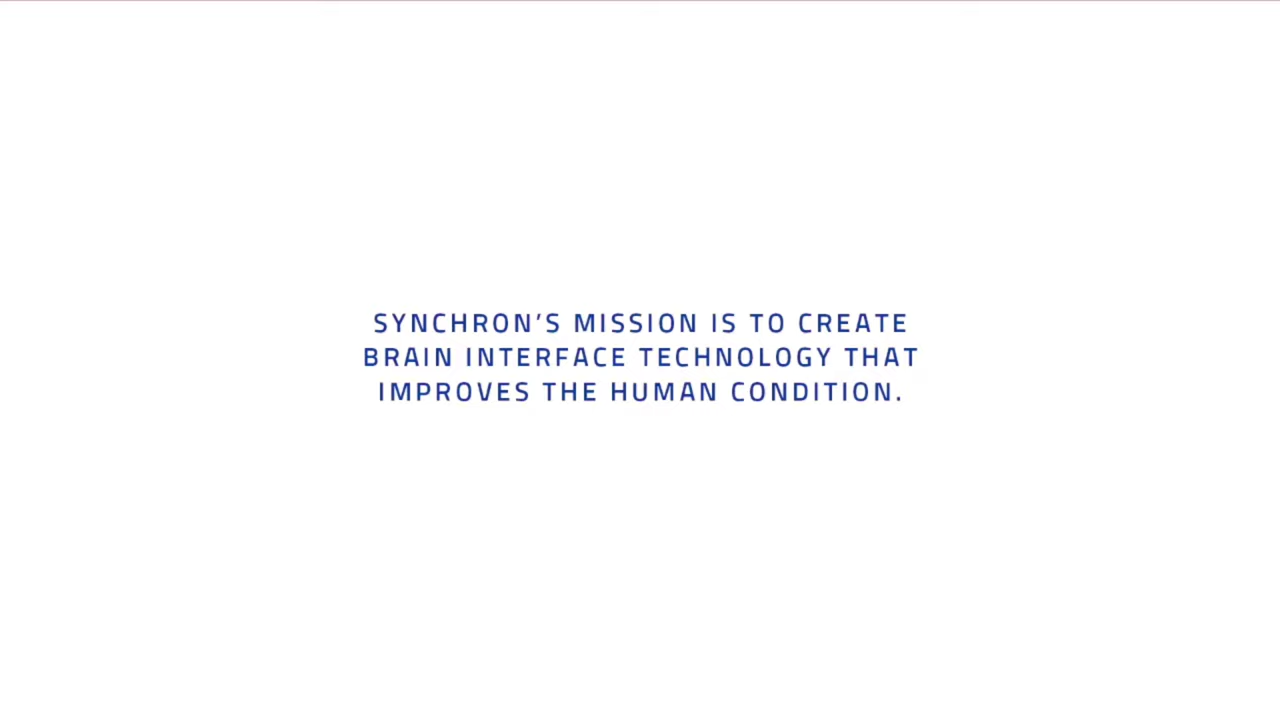 SYNCHRON’S MISSION IS TO CREATE
BRAIN INTERFACE TECHNOLOGY THAT
IMPROVES THE HUMAN CONDITION.